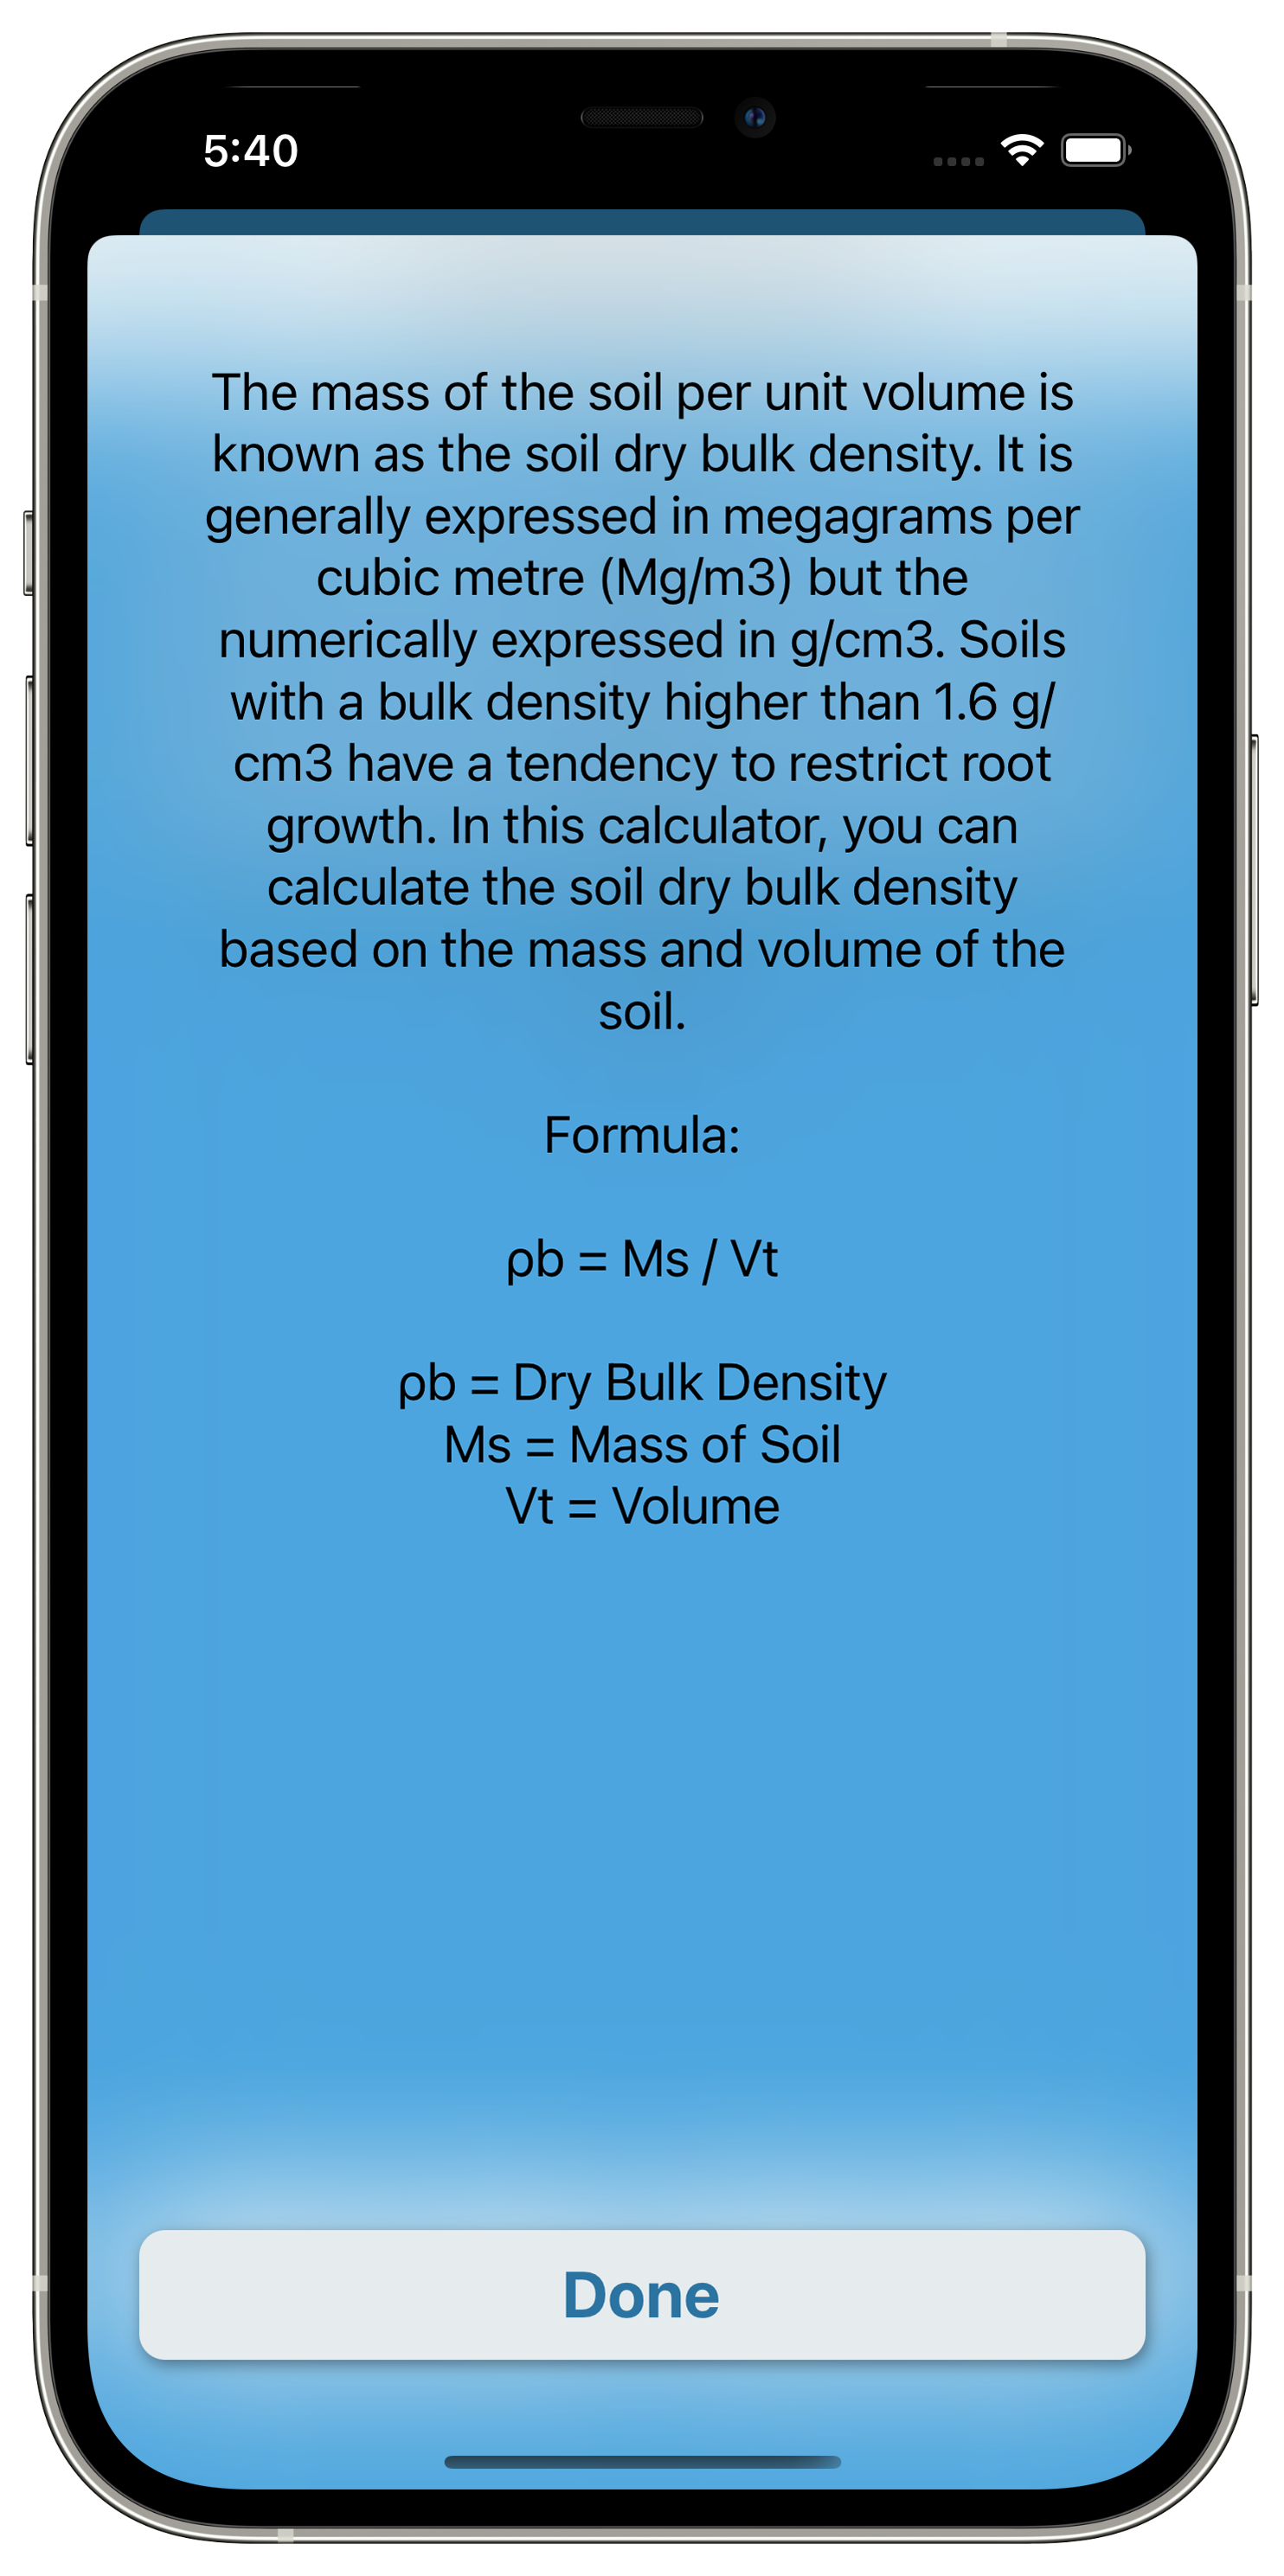 5:40
The mass of the soil per unit volume is
known as the soil dry bulk density. It is
generally expressed in megagrams per
cubic metre (Mg/m3) but the
numerically expressed in g/cm3. Soils
with a bulk density higher than 1.6 g/
cm3 have a tendency to restrict root
growth. In this calculator, you can
calculate the soil dry bulk density
based on the mass and volume of the
soil.
Formula:
ρb = Ms / Vt
ρb = Dry Bulk Density
Ms = Mass of Soil
Vt = Volume
Done